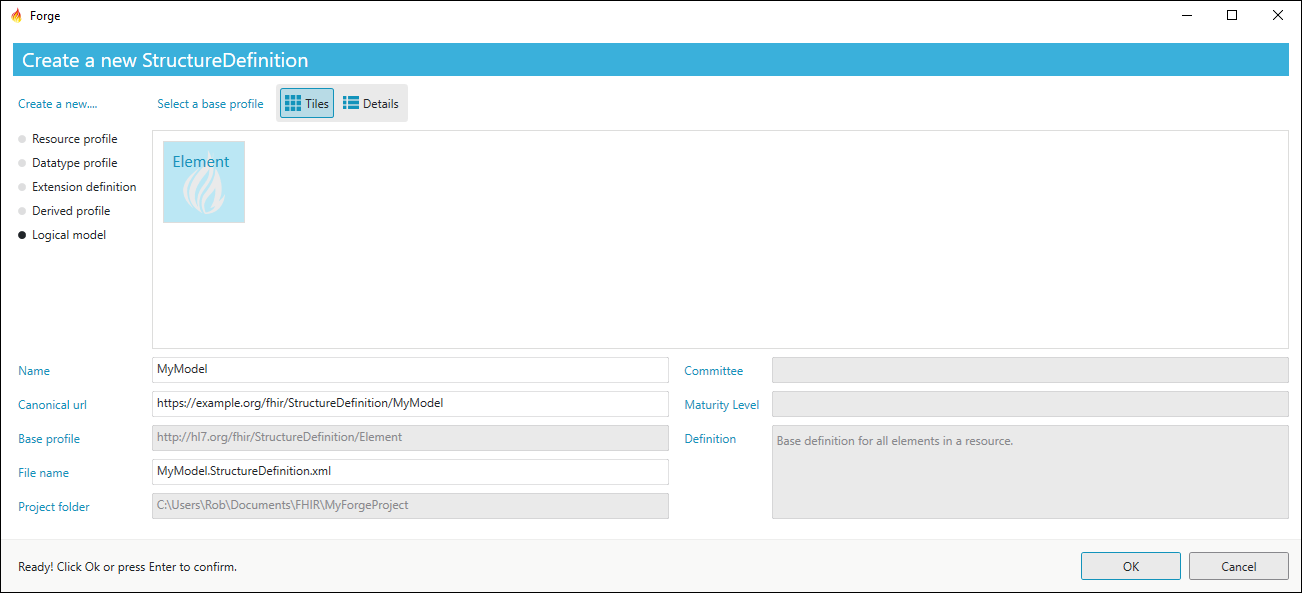 Forge
Create a new StructureDefinition
Create a new....
Select a base profile
Tiles
Details
Resource profile
Datatype profile
Extension definition
Derived profile
Logical model
Element
Name
MyModel
Committee
Canonical url
https://example.org/fhir/StructureDefinition/MyModel
Maturity Level
Base profile
http://hl7.org/fhir/StructureDefinition/Element
Definition
Base definition for all elements in a resource.
File name
MyModel.StructureDefinition.xml
Project folder
C:\Users\Rob\Documents\FHIR\MyForgeProject
Ready! Click Ok or press Enter to confirm.
OK
Cancel